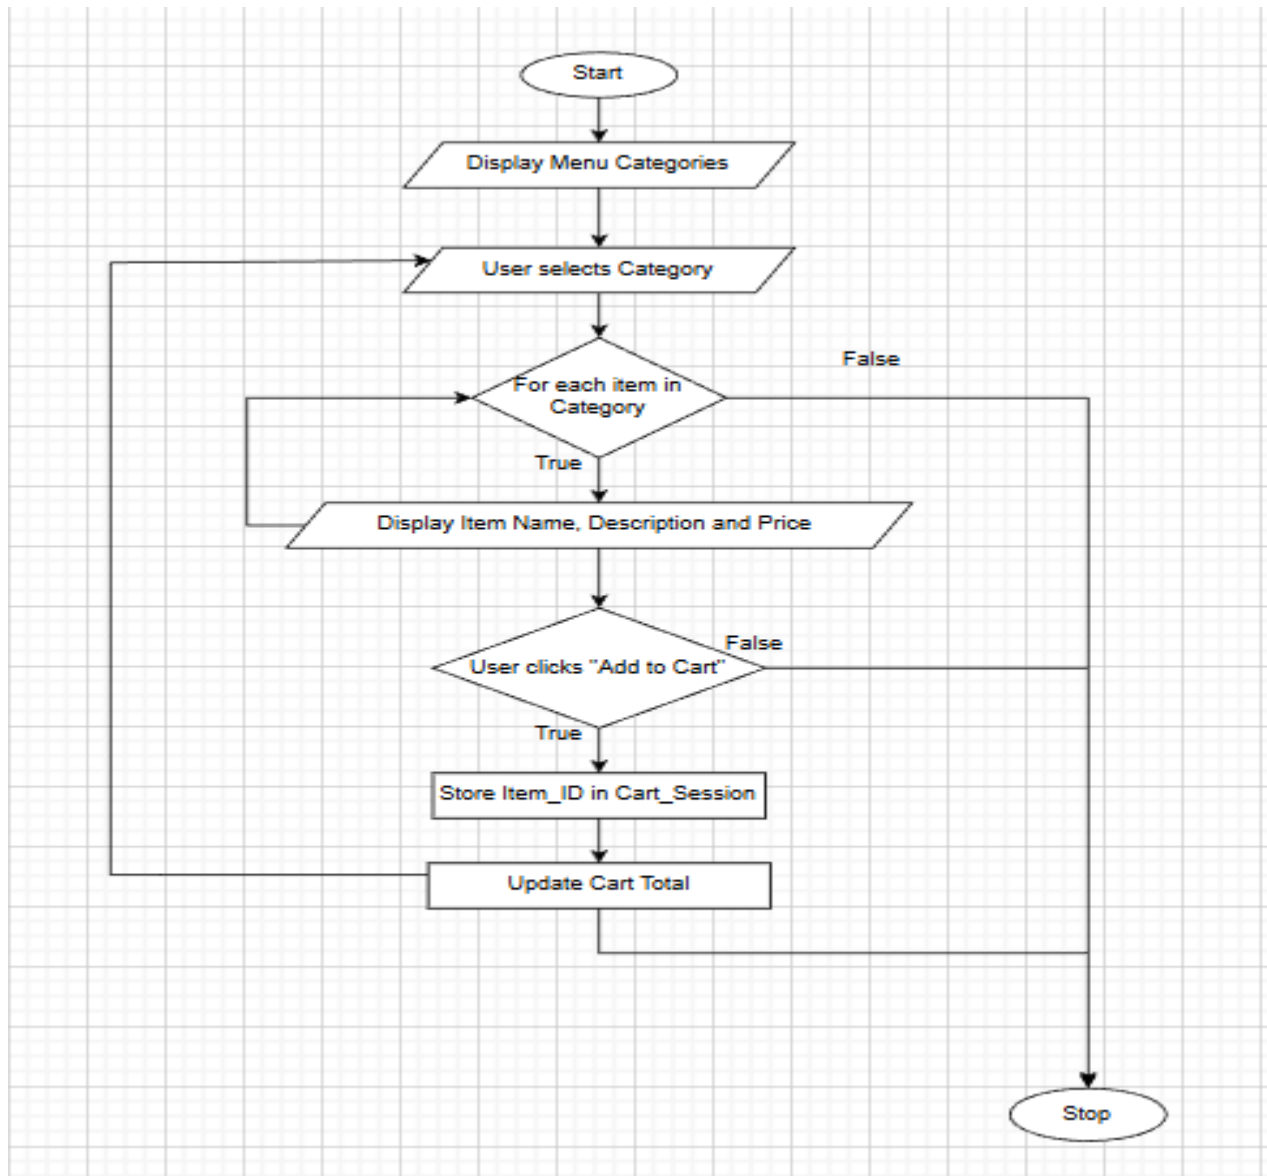 Start
Display Menu Categories
User selects Category
False
For each item in
Category
True
Display Item Name, Description and Price
False
User clicks "Add to Cart"
True
Store Item_ID in Cart_Session
Update Cart Total
Stop